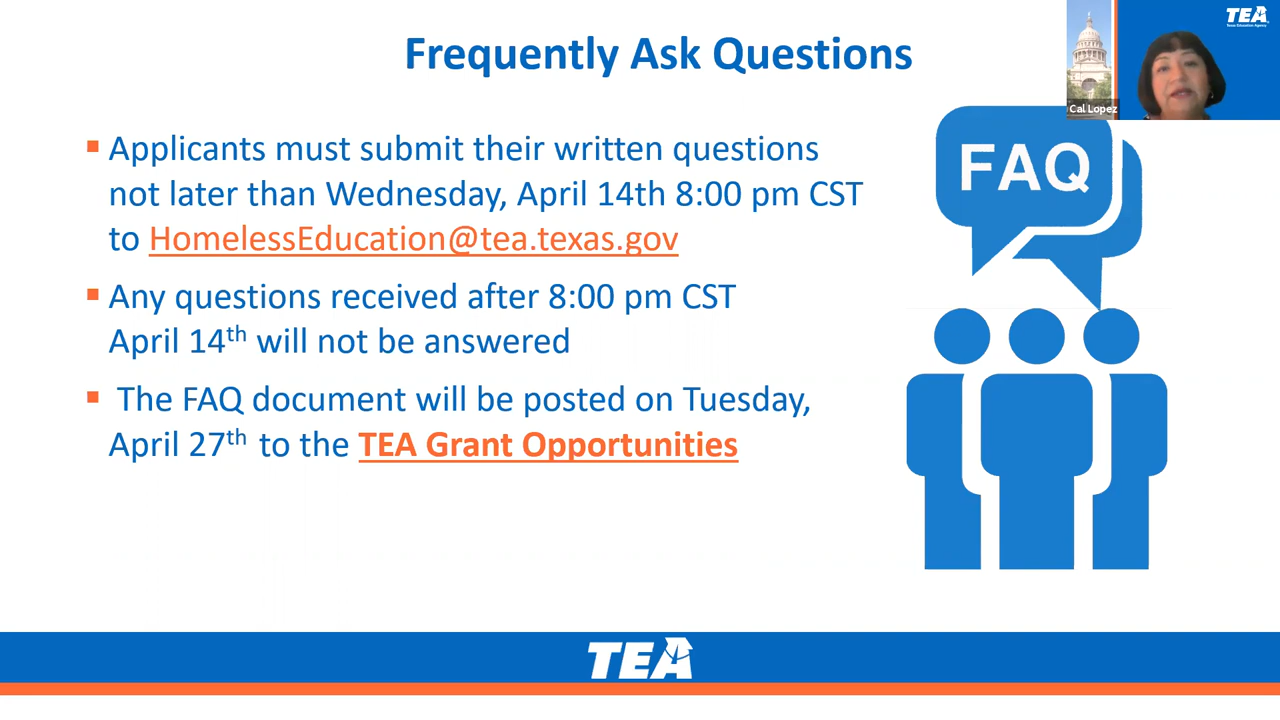 Frequently Ask Questions
TEA
Texas Education Agency
Cal Lopez
▪ Applicants must submit their written questions
not later than Wednesday, April 14th 8:00 pm CST
to HomelessEducation@tea.texas.gov
▪ Any questions received after 8:00 pm CST
April 14th will not be answered
▪ The FAQ document will be posted on Tuesday,
April 27th to the TEA Grant Opportunities
FAQ
TEA